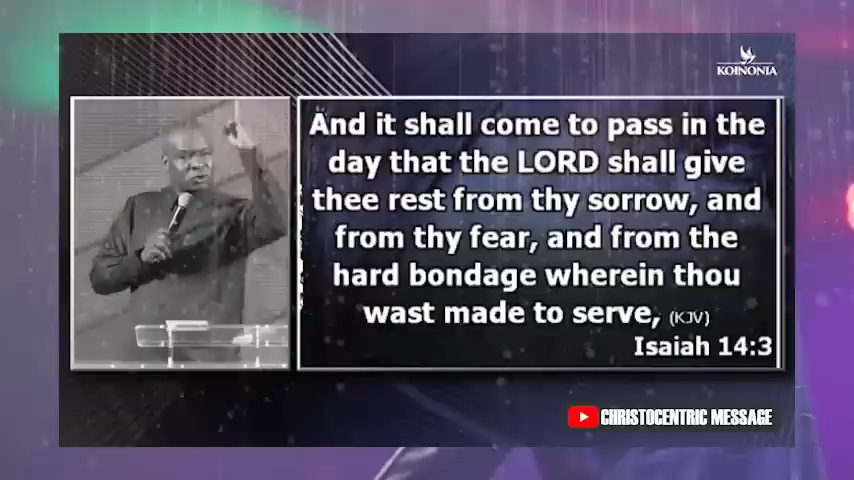 KOINONIA
And it shall come to pass in the
day that the LORD shall give
thee rest from thy sorrow, and
from thy fear, and from the
hard bondage wherein thou
wast made to serve, (KJV)
Isaiah 14:3
CHRISTOCENTRIC MESSAGE